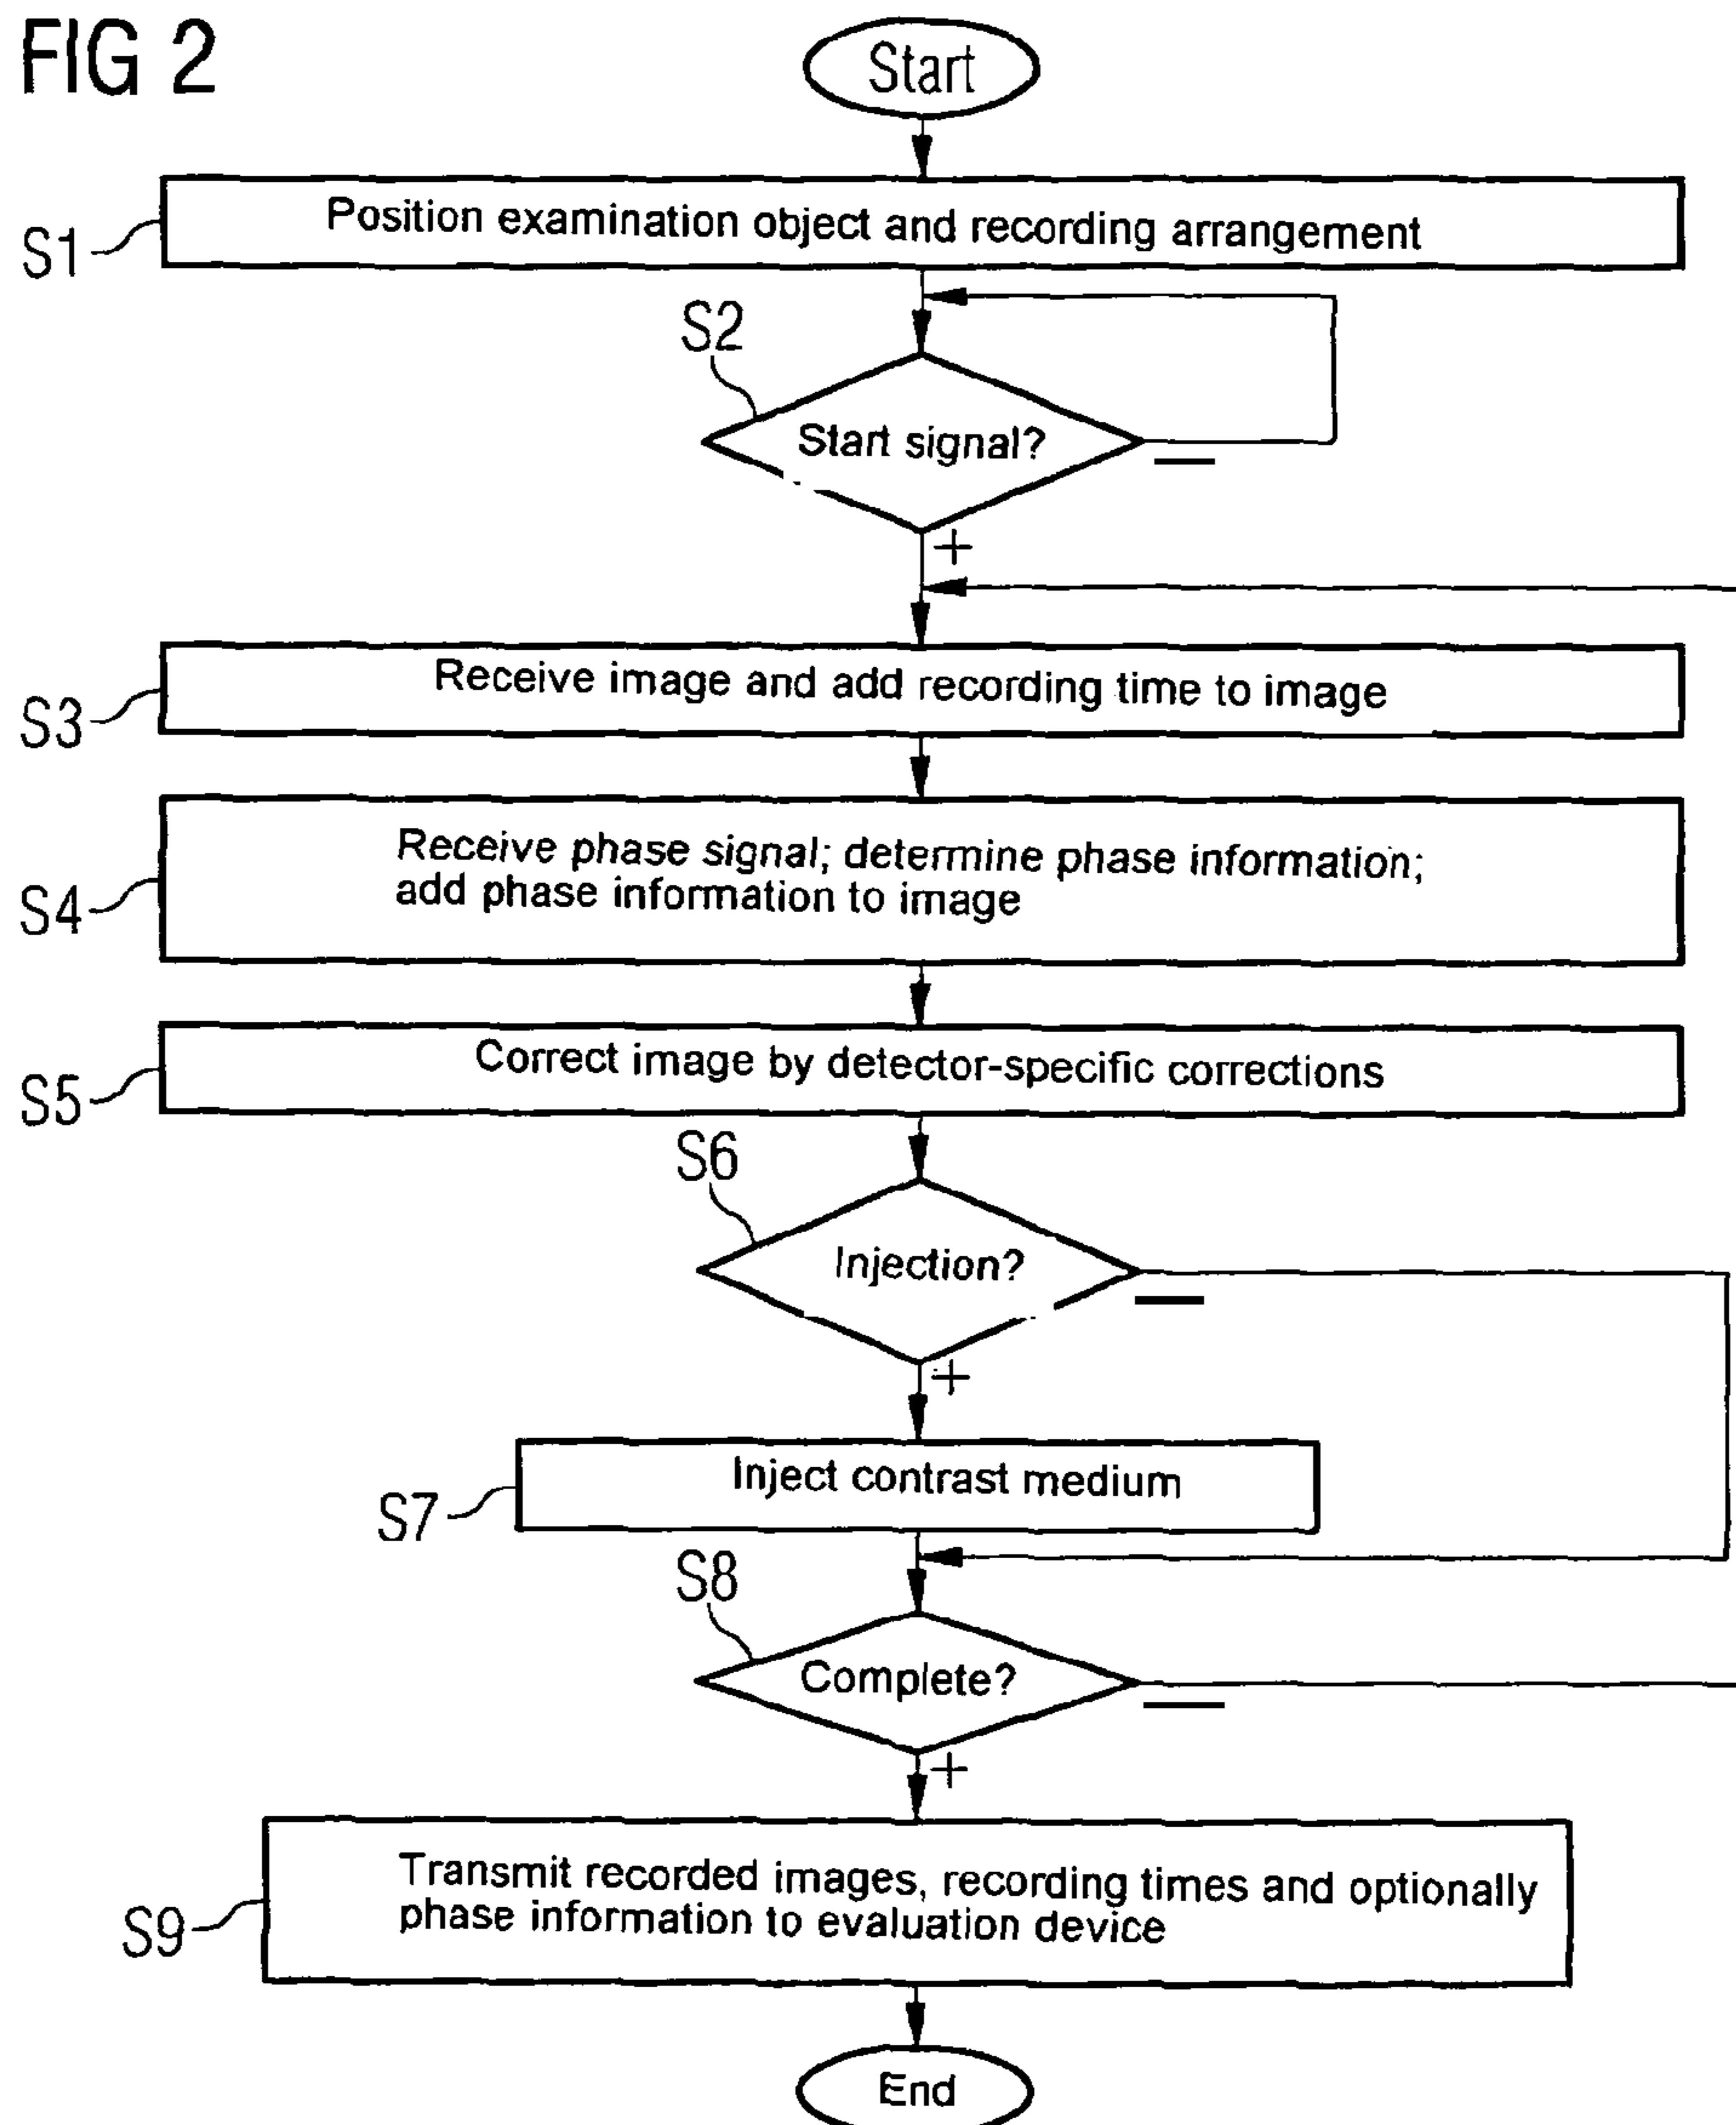 FIG 2
Start
S1
Position examination object and recording arrangement
S2
Start signal?
—
+
S3
Receive image and add recording time to image
S4
Receive phase signal; determine phase information;
add phase information to image
S5
Correct image by detector-specific corrections
S6
Injection?
—
+
S7
Inject contrast medium
S8
Complete?
—
+
S9
Transmit recorded images, recording times and optionally
phase information to evaluation device
End